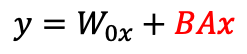 y = W₀ₓ + BAx